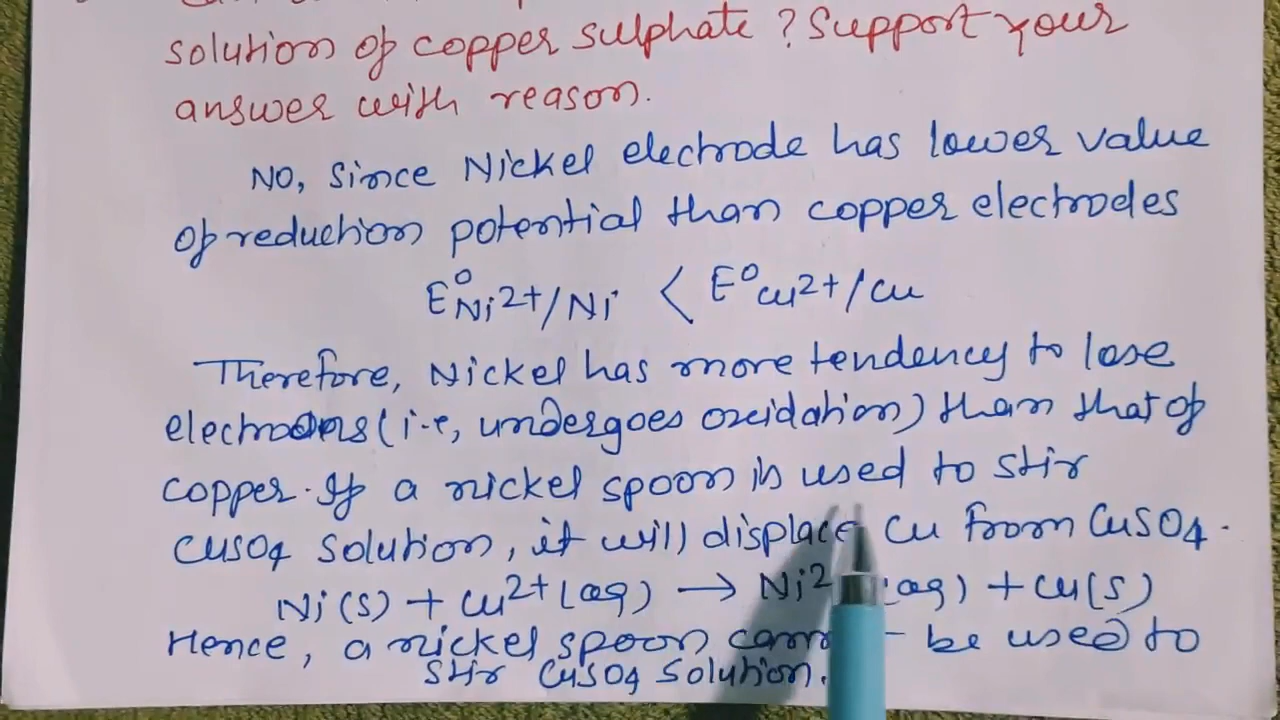 solution of copper sulphate ? Support your
answer with reason.
NO, Since Nickel electrode has lower value
of reduction potential than copper electrodes
E⁰Ni2+/Ni < E⁰Cu2+/Cu
Therefore, Nickel has more tendency to lose
electrons (i.e, undergoes oxidation) than that of
copper. If a nickel spoon is used to stir
CuSO4 solution, it will displace Cu from CuSO4.
Ni(s) + Cu2+(aq) → Ni2 (aq) + Cu(s)
Hence, a nickel spoon be used to
stir CuSO4 solution.